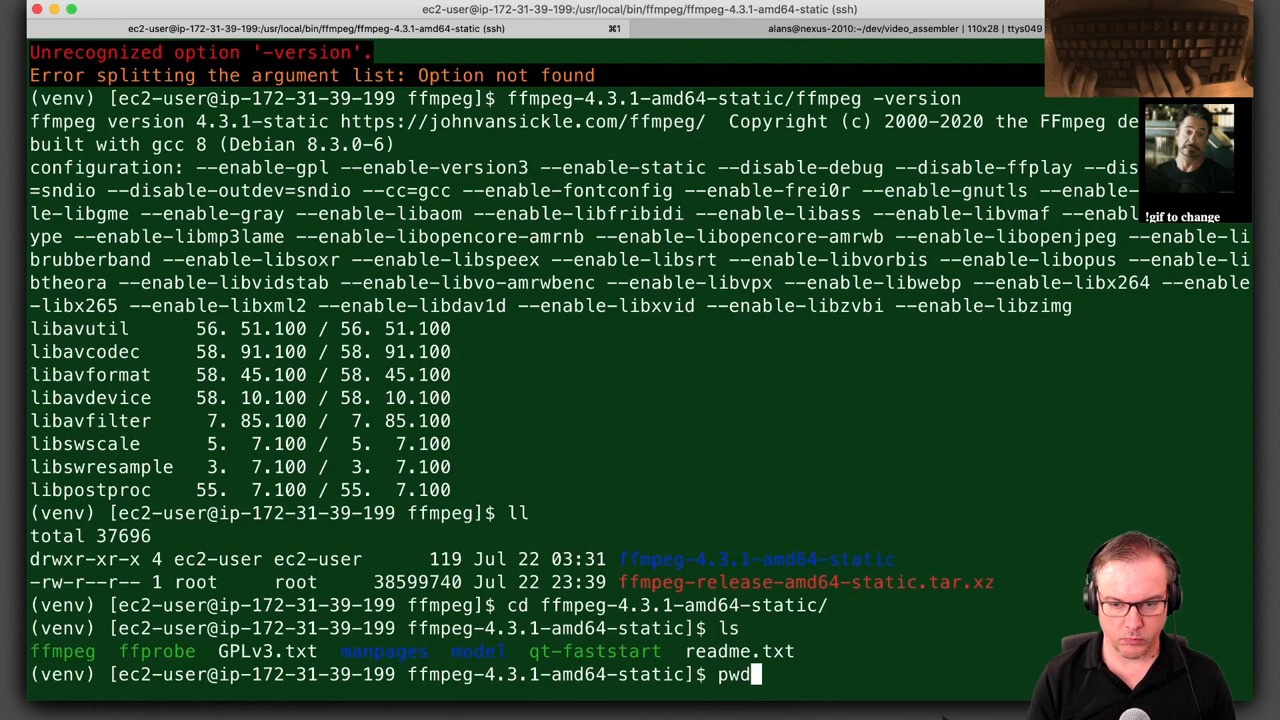 ec2-user@ip-172-31-39-199:/usr/local/bin/ffmpeg/ffmpeg-4.3.1-amd64-static (ssh)
ec2-user@ip-172-31-39-199:/usr/local/bin/ffmpeg/ffmpeg-4.3.1-amd64-static (ssh) ⌘1 alans@nexus-2010:~/dev/video_assembler | 110x28 | ttys049
Unrecognized option '-version'.
Error splitting the argument list: Option not found
(venv) [ec2-user@ip-172-31-39-199 ffmpeg]$ ffmpeg-4.3.1-amd64-static/ffmpeg -version
ffmpeg version 4.3.1-static https://johnvansickle.com/ffmpeg/  Copyright (c) 2000-2020 the FFmpeg de
built with gcc 8 (Debian 8.3.0-6)
configuration: --enable-gpl --enable-version3 --enable-static --disable-debug --disable-ffplay --dis
=sndio --disable-outdev=sndio --cc=gcc --enable-fontconfig --enable-frei0r --enable-gnutls --enable-
le-libgme --enable-gray --enable-libaom --enable-libfribidi --enable-libass --enable-libvmaf --enabl
!gif to change
ype --enable-libmp3lame --enable-libopencore-amrnb --enable-libopencore-amrwb --enable-libopenjpeg --enable-li
brubberband --enable-libsoxr --enable-libspeex --enable-libsrt --enable-libvorbis --enable-libopus --enable-li
btheora --enable-libvidstab --enable-libvo-amrwbenc --enable-libvpx --enable-libwebp --enable-libx264 --enable
-libx265 --enable-libxml2 --enable-libdav1d --enable-libxvid --enable-libzvbi --enable-libzimg
libavutil      56. 51.100 / 56. 51.100
libavcodec     58. 91.100 / 58. 91.100
libavformat    58. 45.100 / 58. 45.100
libavdevice    58. 10.100 / 58. 10.100
libavfilter     7. 85.100 /  7. 85.100
libswscale      5.  7.100 /  5.  7.100
libswresample   3.  7.100 /  3.  7.100
libpostproc    55.  7.100 / 55.  7.100
(venv) [ec2-user@ip-172-31-39-199 ffmpeg]$ ll
total 37696
drwxr-xr-x 4 ec2-user ec2-user      119 Jul 22 03:31 ffmpeg-4.3.1-amd64-static
-rw-r--r-- 1 root     root     38599740 Jul 22 23:39 ffmpeg-release-amd64-static.tar.xz
(venv) [ec2-user@ip-172-31-39-199 ffmpeg]$ cd ffmpeg-4.3.1-amd64-static/
(venv) [ec2-user@ip-172-31-39-199 ffmpeg-4.3.1-amd64-static]$ ls
ffmpeg  ffprobe  GPLv3.txt  manpages  model  qt-faststart  readme.txt
(venv) [ec2-user@ip-172-31-39-199 ffmpeg-4.3.1-amd64-static]$ pwd